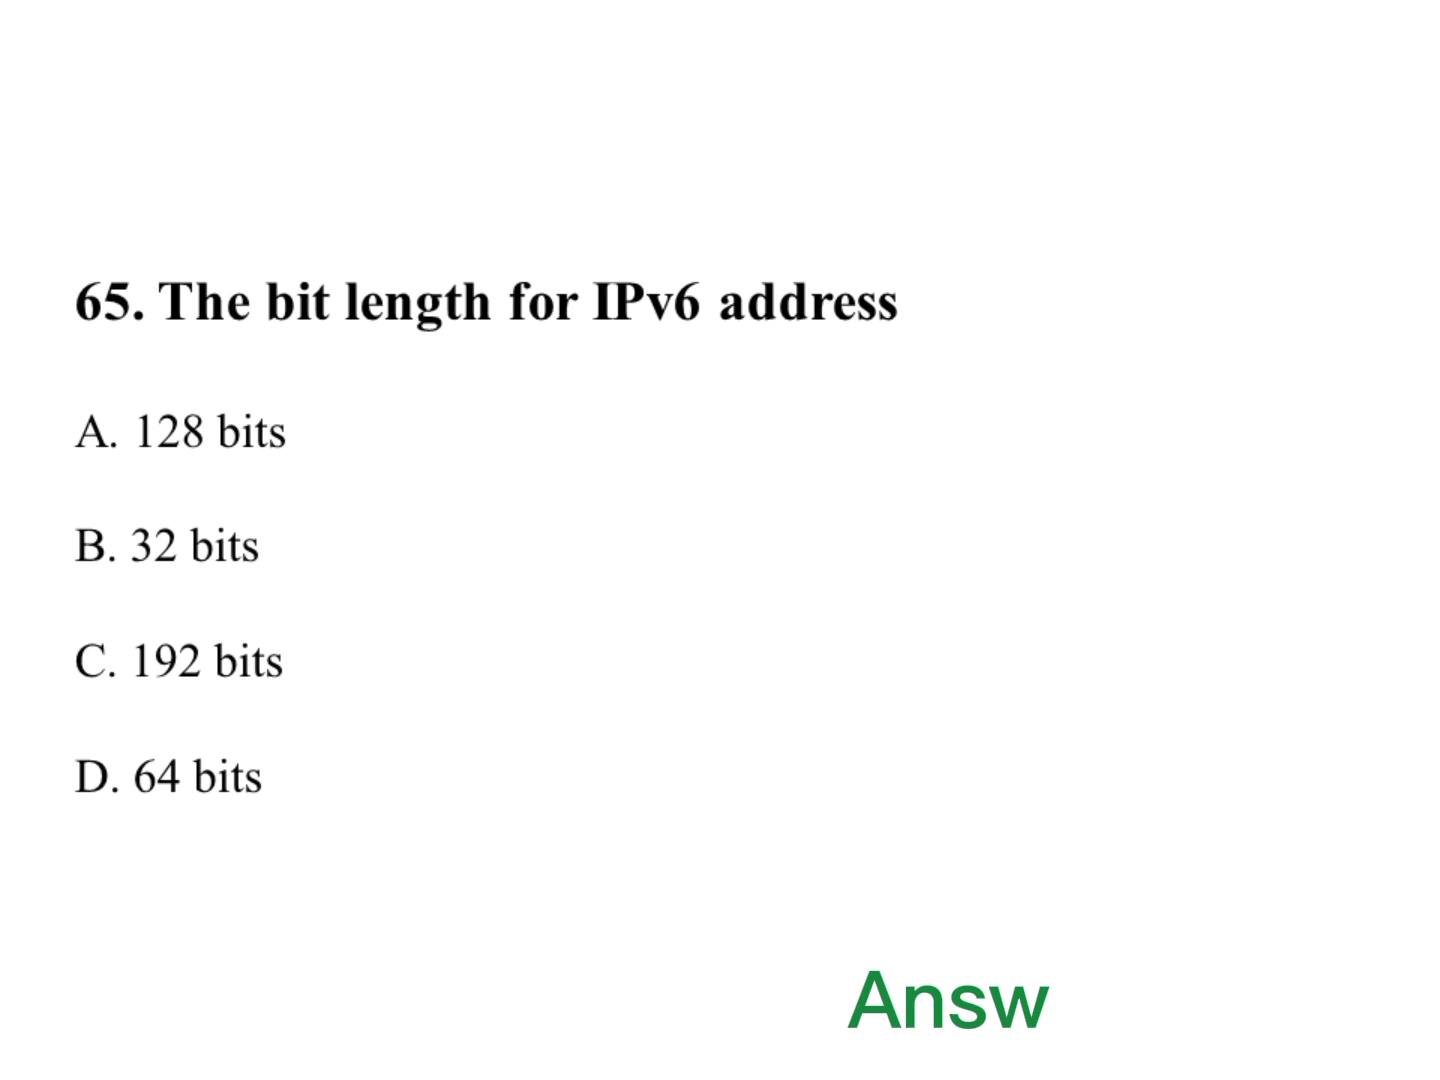 65. The bit length for IPv6 address
A. 128 bits
B. 32 bits
C. 192 bits
D. 64 bits
Answ